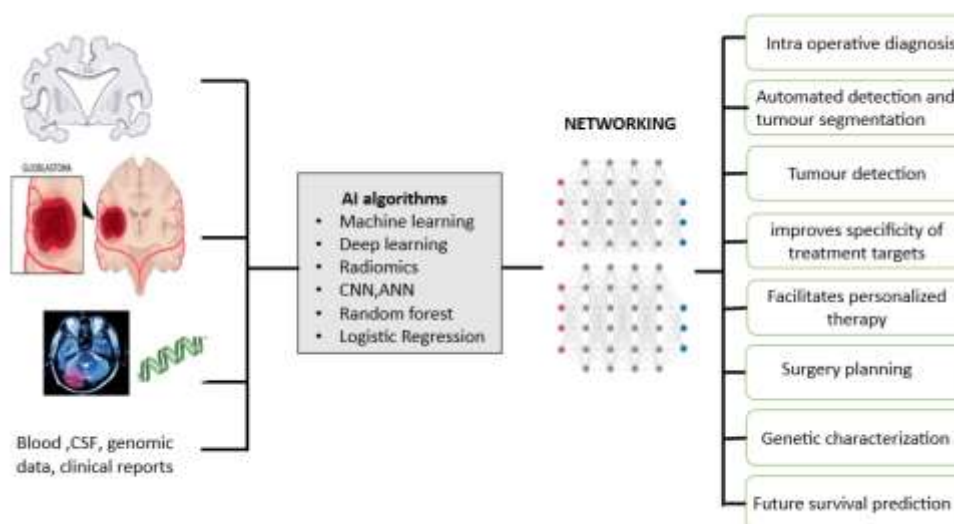 GLIOBLASTOMA
Blood ,CSF, genomic
data, clinical reports
AI algorithms
• Machine learning
• Deep learning
• Radiomics
• CNN,ANN
• Random forest
• Logistic Regression
NETWORKING
Intra operative diagnosis
Automated detection and
tumour segmentation
Tumour detection
improves specificity of
treatment targets
Facilitates personalized
therapy
Surgery planning
Genetic characterization
Future survival prediction